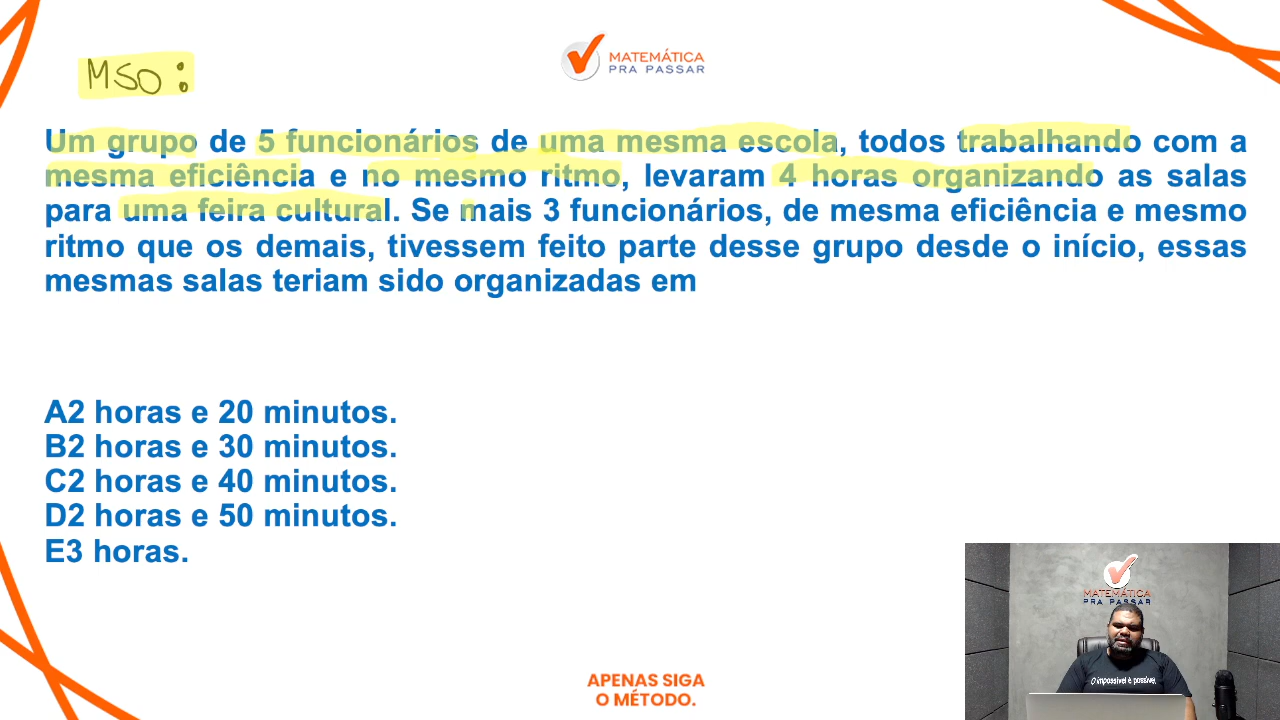 MATEMÁTICA
PRA PASSAR
MSO:
Um grupo de 5 funcionários de uma mesma escola, todos trabalhando com a
mesma eficiência e no mesmo ritmo, levaram 4 horas organizando as salas
para uma feira cultural. Se mais 3 funcionários, de mesma eficiência e mesmo
ritmo que os demais, tivessem feito parte desse grupo desde o início, essas
mesmas salas teriam sido organizadas em
A2 horas e 20 minutos.
B2 horas e 30 minutos.
C2 horas e 40 minutos.
D2 horas e 50 minutos.
E3 horas.
MATEMÁTICA
PRA PASSAR
O impossível é possível.
APENAS SIGA
O MÉTODO.